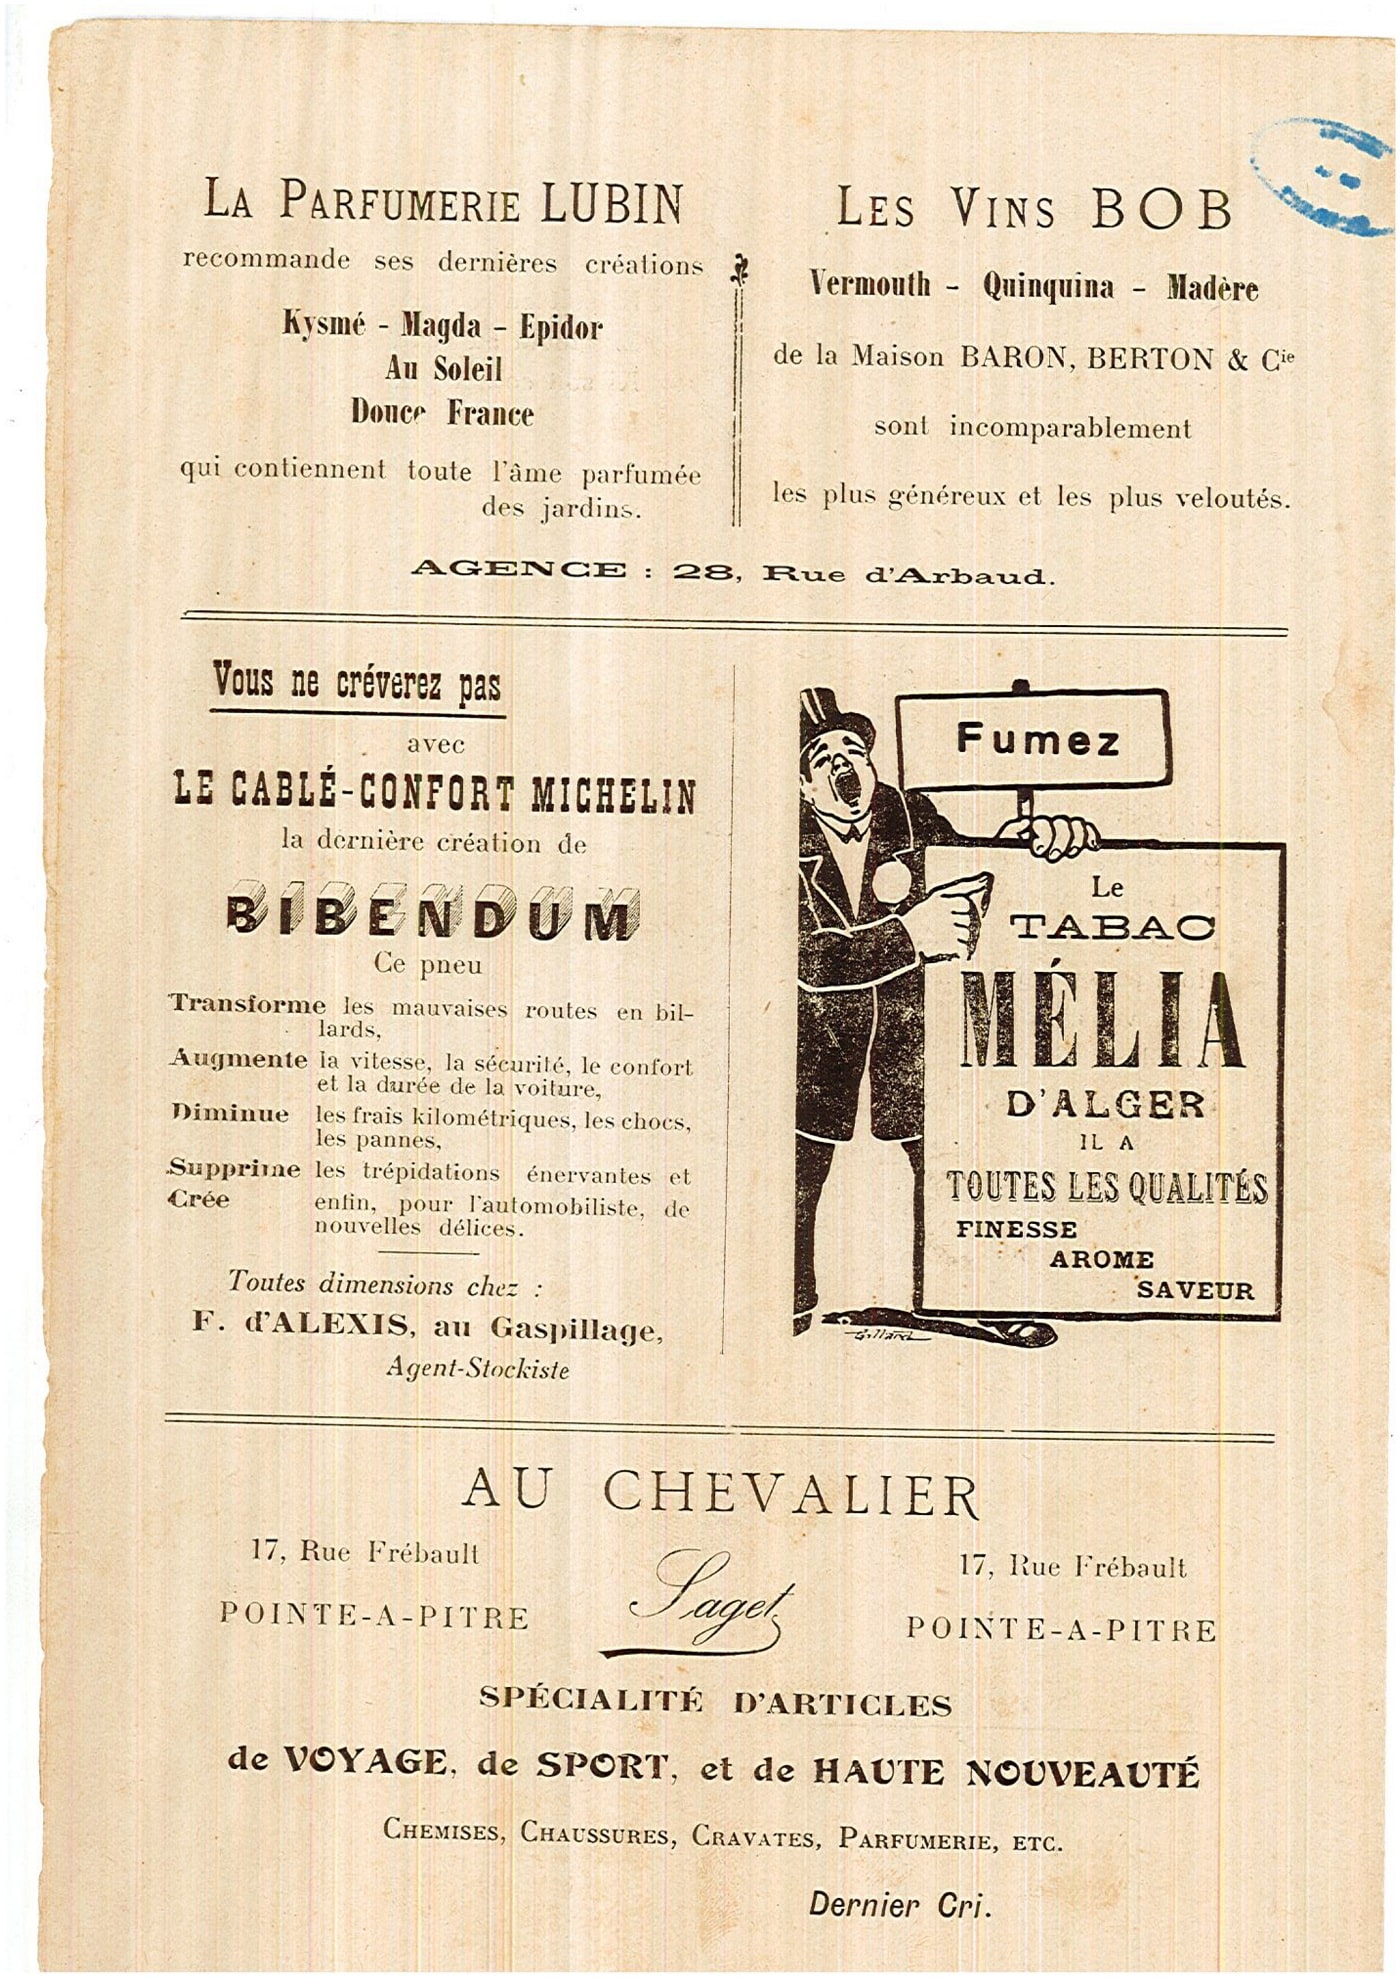 LA PARFUMERIE LUBIN
recommande ses dernières créations
Kysmé - Magda - Epidor
Au Soleil
Douce France
qui contiennent toute l'âme parfumée
des jardins.
LES VINS BOB
Vermouth - Quinquina - Madère
de la Maison BARON, BERTON & Cie
sont incomparablement
les plus généreux et les plus veloutés.
AGENCE : 28, Rue d'Arbaud.
Vous ne créverez pas
avec
LE CABLÉ-CONFORT MICHELIN
la dernière création de
BIBENDUM
Ce pneu
Transforme les mauvaises routes en bil-
lards,
Augmente la vitesse, la sécurité, le confort
et la durée de la voiture,
Diminue les frais kilométriques, les chocs,
les pannes,
Supprime les trépidations énervantes et
Crée enfin, pour l'automobiliste, de
nouvelles délices.
Toutes dimensions chez :
F. d'ALEXIS, au Gaspillage,
Agent-Stockiste
Fumez
Le
TABAC
MÉLIA
D'ALGER
IL A
TOUTES LES QUALITÉS
FINESSE
AROME
SAVEUR
Gillard
AU CHEVALIER
17, Rue Frébault
POINTE-A-PITRE
Saget
17, Rue Frébault
POINTE-A-PITRE
SPÉCIALITÉ D'ARTICLES
de VOYAGE, de SPORT, et de HAUTE NOUVEAUTÉ
CHEMISES, CHAUSSURES, CRAVATES, PARFUMERIE, ETC.
Dernier Cri.